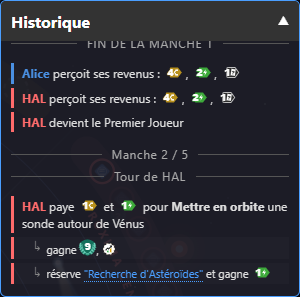 Historique
FIN DE LA MANCHE 1
Alice perçoit ses revenus : 4 , 2 ,
HAL perçoit ses revenus : 4 , 2 ,
HAL devient le Premier Joueur
Manche 2 / 5
Tour de HAL
HAL paye 1 et 1 pour Mettre en orbite une
sonde autour de Vénus
↳ gagne 9 ,
↳ réserve "Recherche d'Astéroïdes" et gagne 1